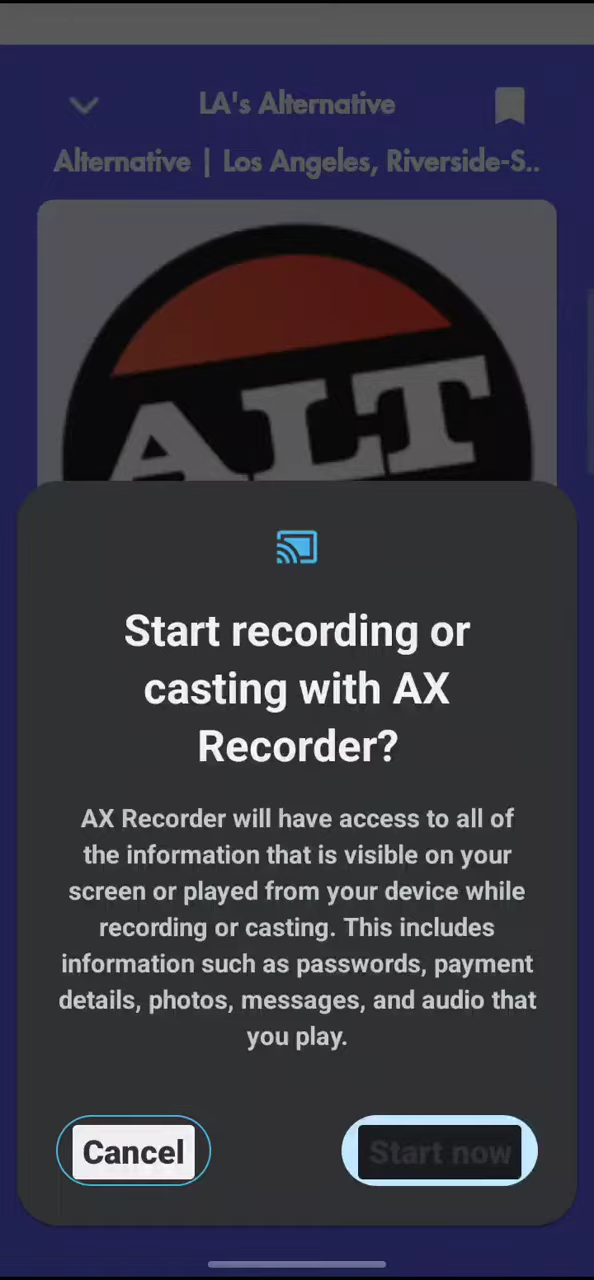 LA's Alternative
Alternative | Los Angeles, Riverside-S..
ALT
Start recording or
casting with AX
Recorder?
AX Recorder will have access to all of
the information that is visible on your
screen or played from your device while
recording or casting. This includes
information such as passwords, payment
details, photos, messages, and audio that
you play.
Cancel
Start now